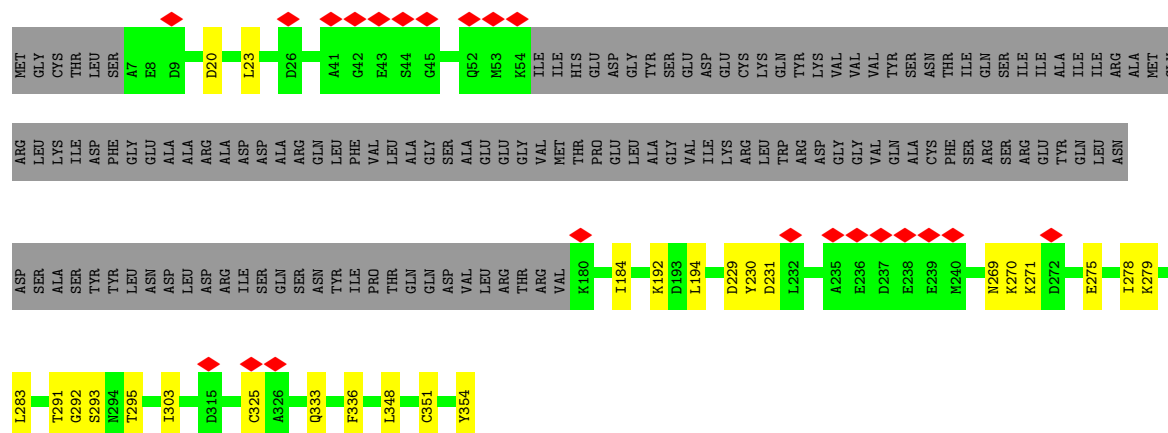 MET GLY CYS THR LEU SER A7 E8 D9 D20 L23 D26 A41 G42 E43 S44 G45 Q52 M53 K54 ILE ILE HIS GLU ASP GLY TYR SER GLU ASP GLU CYS LYS GLN TYR LYS VAL VAL VAL TYR SER ASN THR ILE GLN SER ILE ILE ALA ILE ILE ARG ALA MET
ARG LEU LYS ILE ASP PHE GLY GLU ALA ALA ARG ALA ASP ASP ALA ARG GLN LEU PHE VAL LEU ALA GLY SER ALA GLU GLU GLY VAL MET THR PRO GLU LEU ALA GLY VAL ILE LYS ARG LEU TRP ARG ASP GLY GLY VAL GLN ALA CYS PHE SER ARG SER ARG GLU TYR GLN LEU ASN
ASP SER ALA SER TYR TYR LEU ASN ASP LEU ASP ARG ILE SER GLN SER ASN TYR ILE PRO THR GLN GLN ASP VAL LEU ARG THR ARG VAL K180 I184 K192 D193 L194 D229 Y230 D231 L232 A235 E236 D237 E238 E239 M240 N269 K270 K271 D272 E275 I278 K279
L283 T291 G292 S293 N294 T295 I303 D315 C325 A326 Q333 F336 L348 C351 Y354